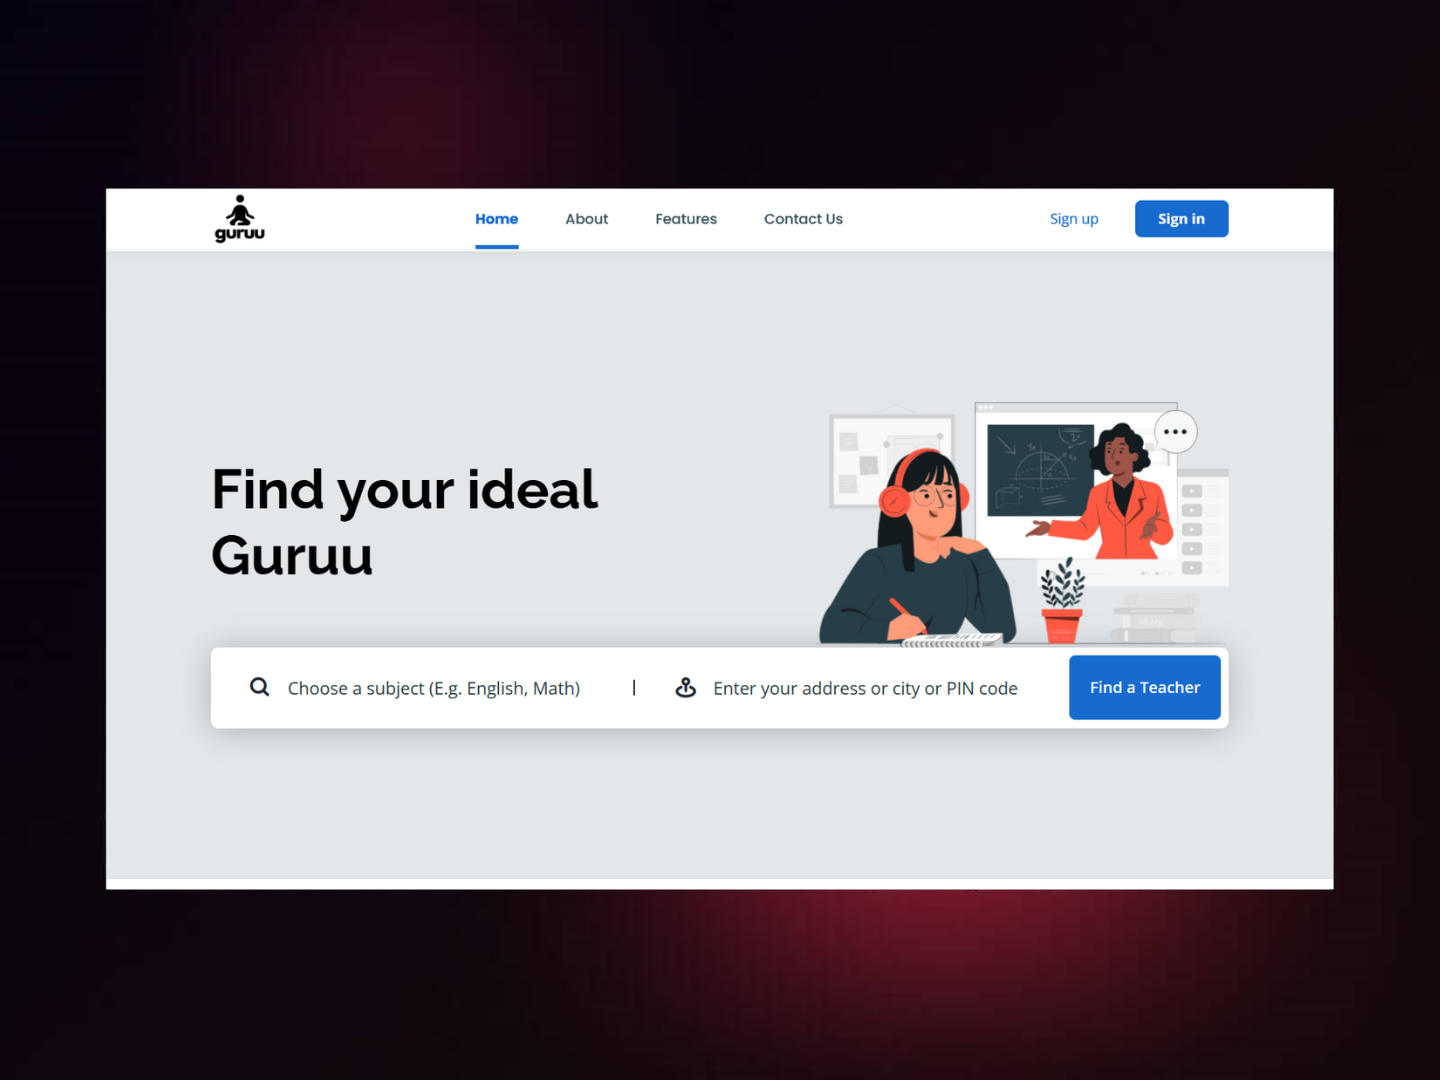 guruu
Home
About
Features
Contact Us
Sign up
Sign in
Find your ideal
Guruu
Choose a subject (E.g. English, Math)
|
Enter your address or city or PIN code
Find a Teacher